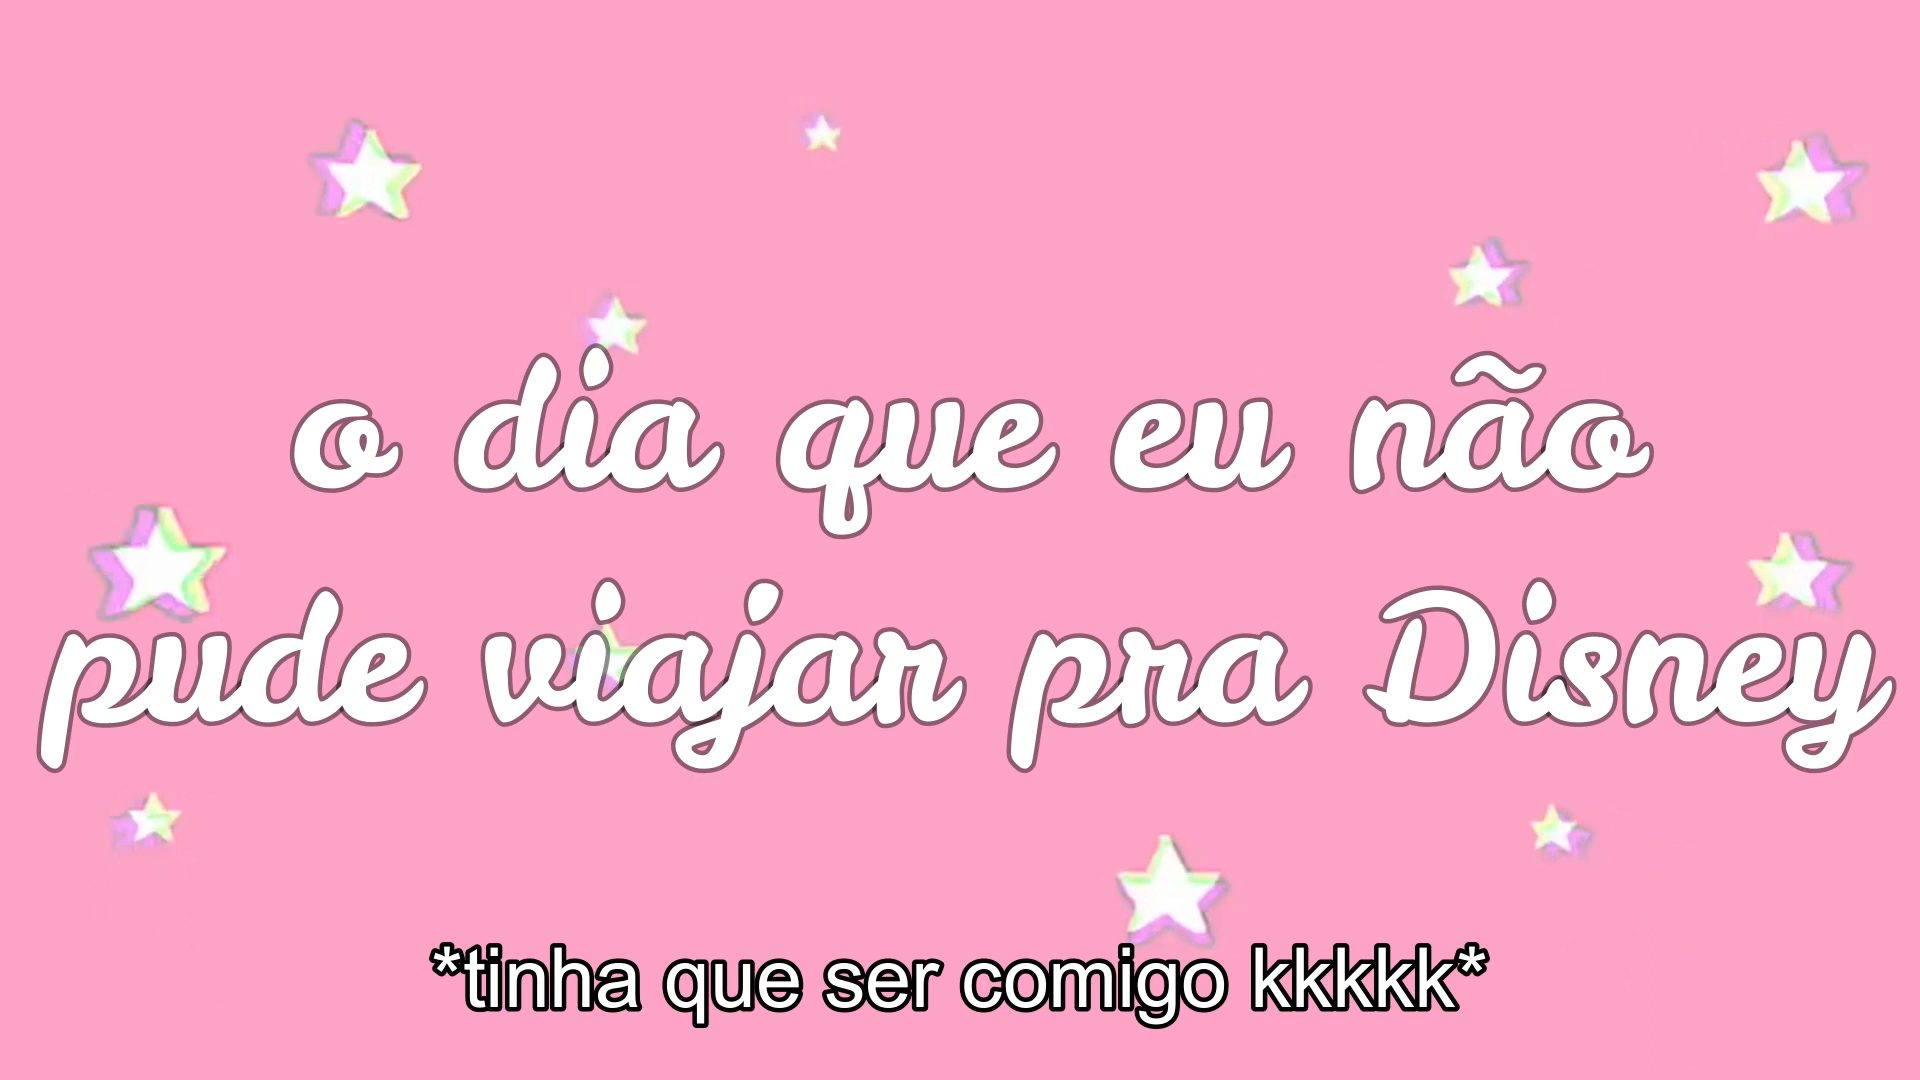 o dia que eu não
pude viajar pra Disney
*tinha que ser comigo kkkkk*